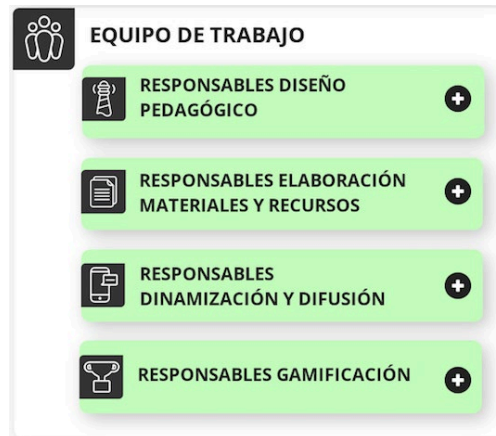 EQUIPO DE TRABAJO
RESPONSABLES DISEÑO
PEDAGÓGICO
RESPONSABLES ELABORACIÓN
MATERIALES Y RECURSOS
RESPONSABLES
DINAMIZACIÓN Y DIFUSIÓN
RESPONSABLES GAMIFICACIÓN